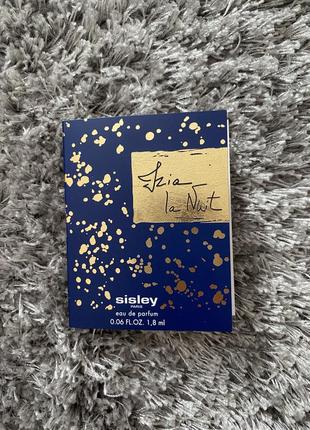 Izia
la Nuit
sisley
PARIS
eau de parfum
0.06 FL.OZ. 1,8 ml